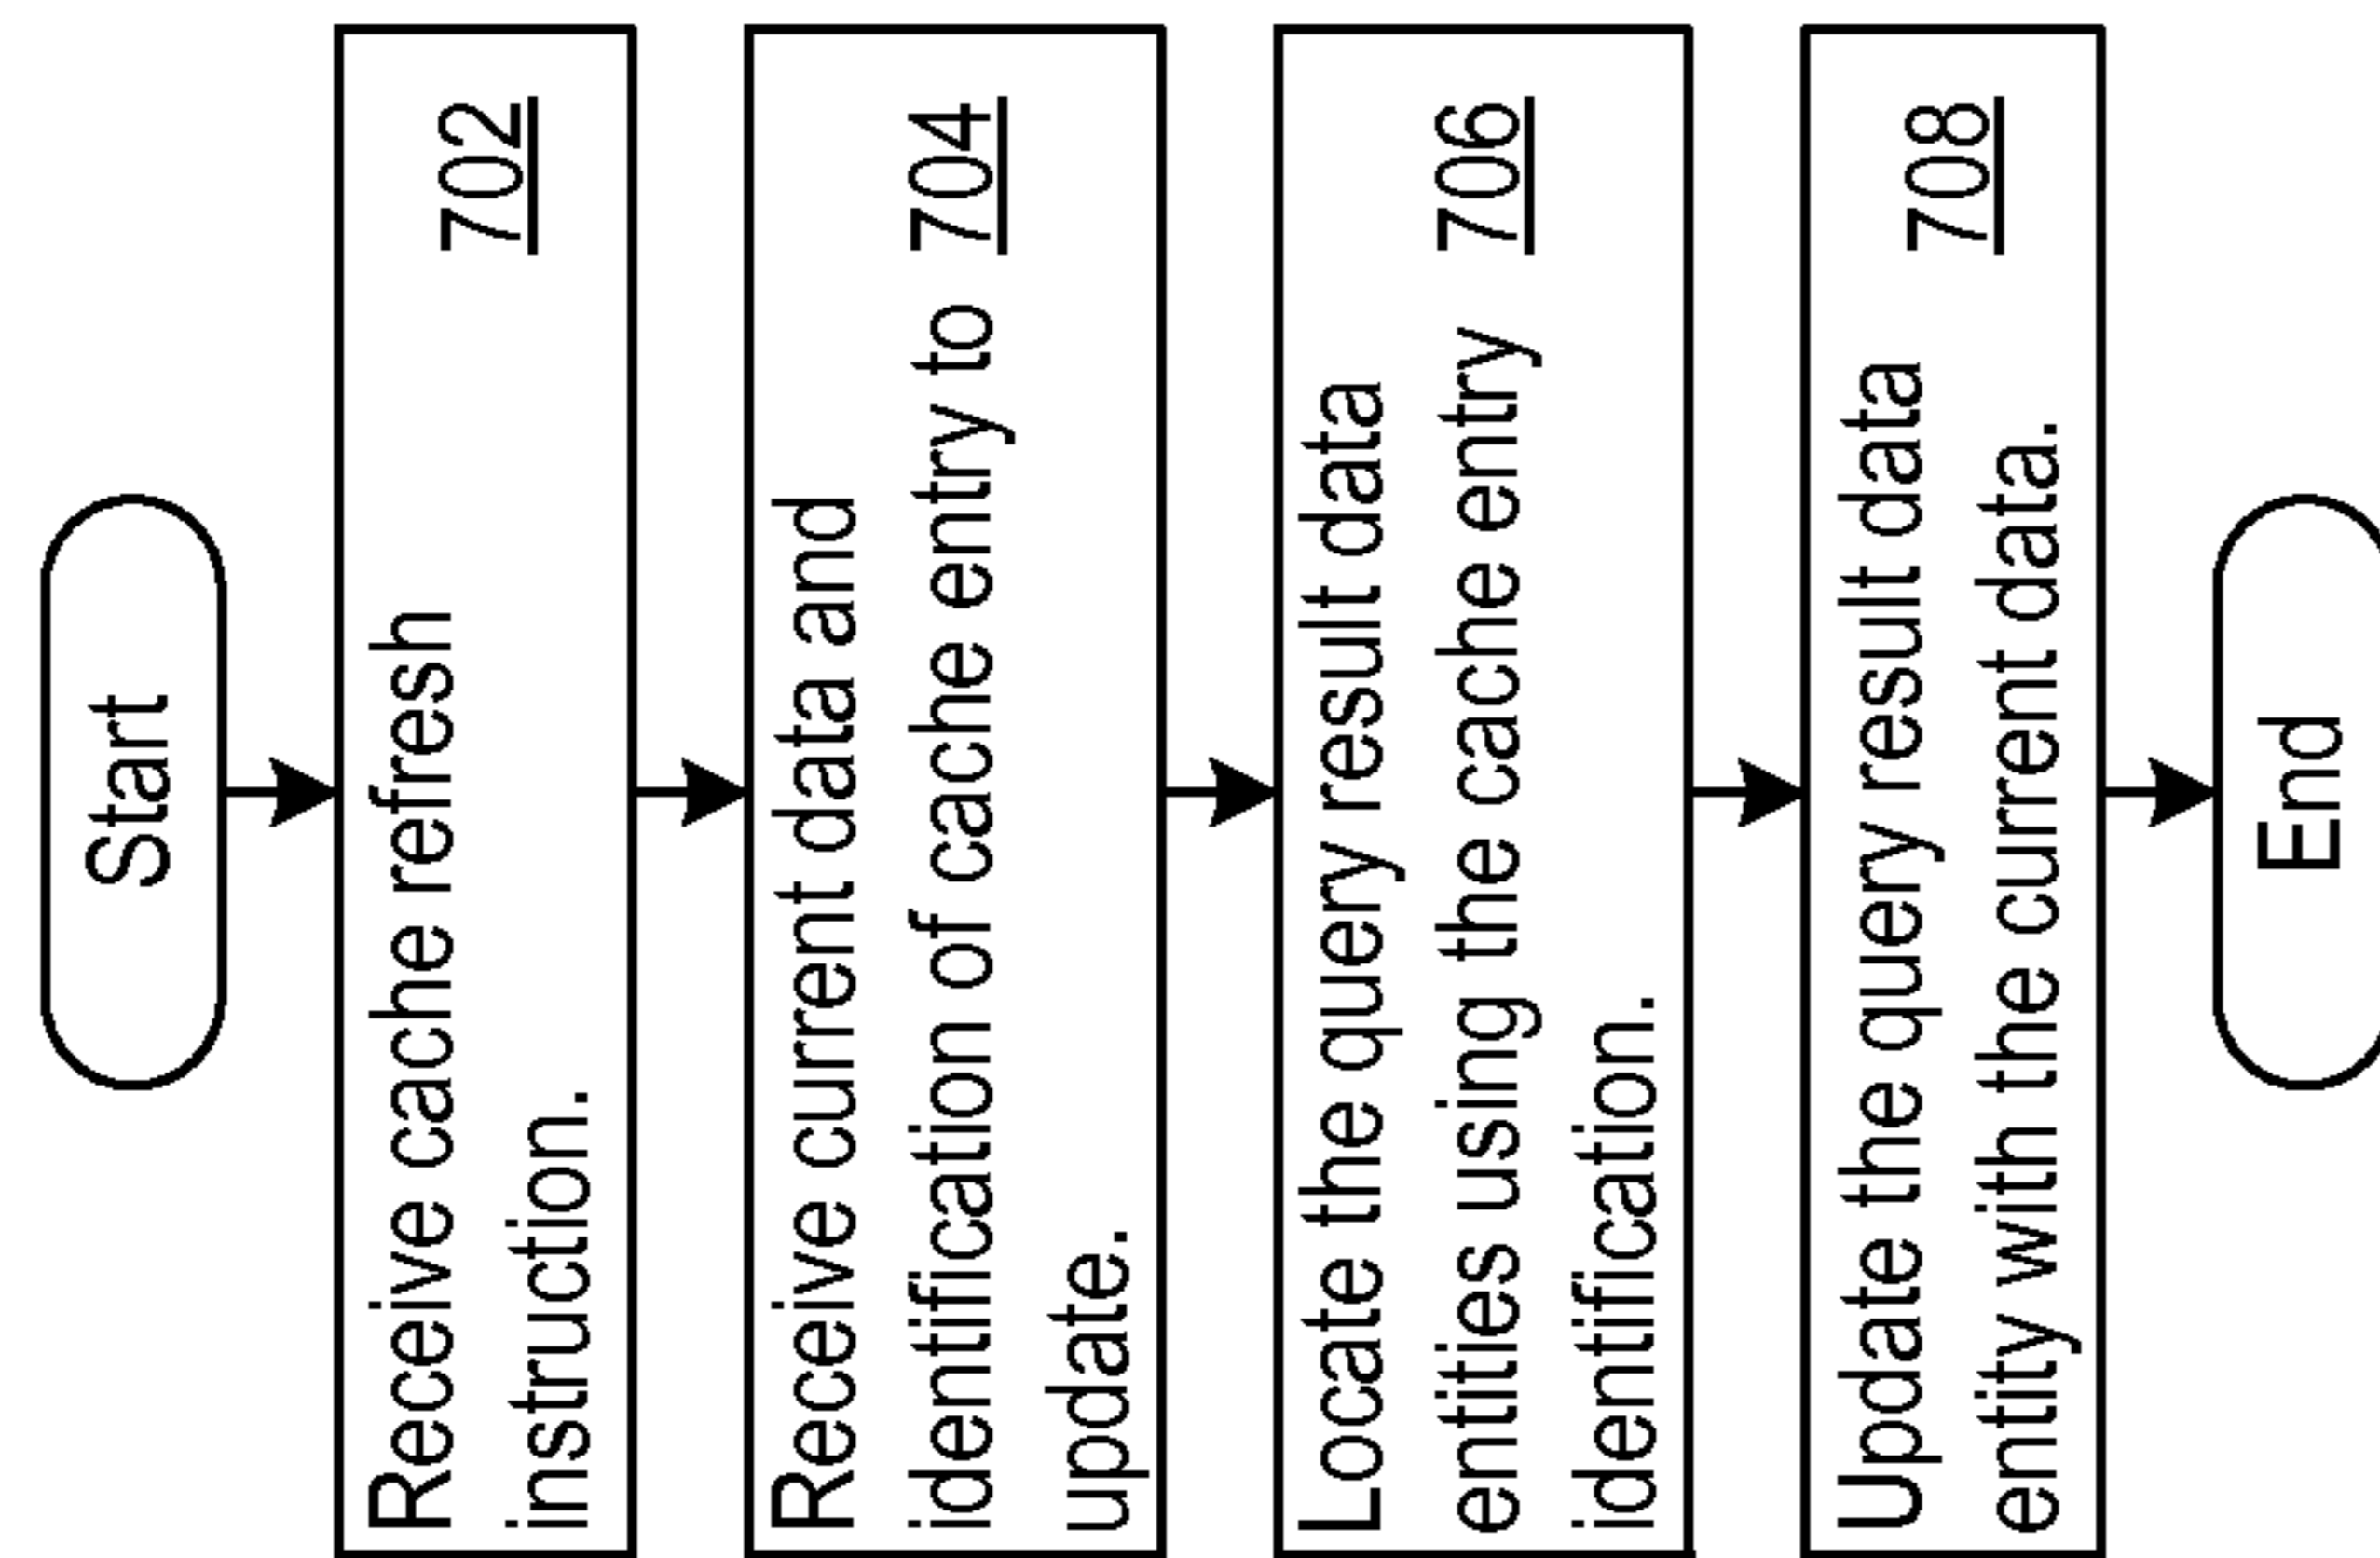 Start
Receive cache refresh
instruction.
702
Receive current data and
identification of cache entry to 704
update.
Locate the query result data
entities using the cache entry 706
identification.
Update the query result data
entity with the current data.
708
End